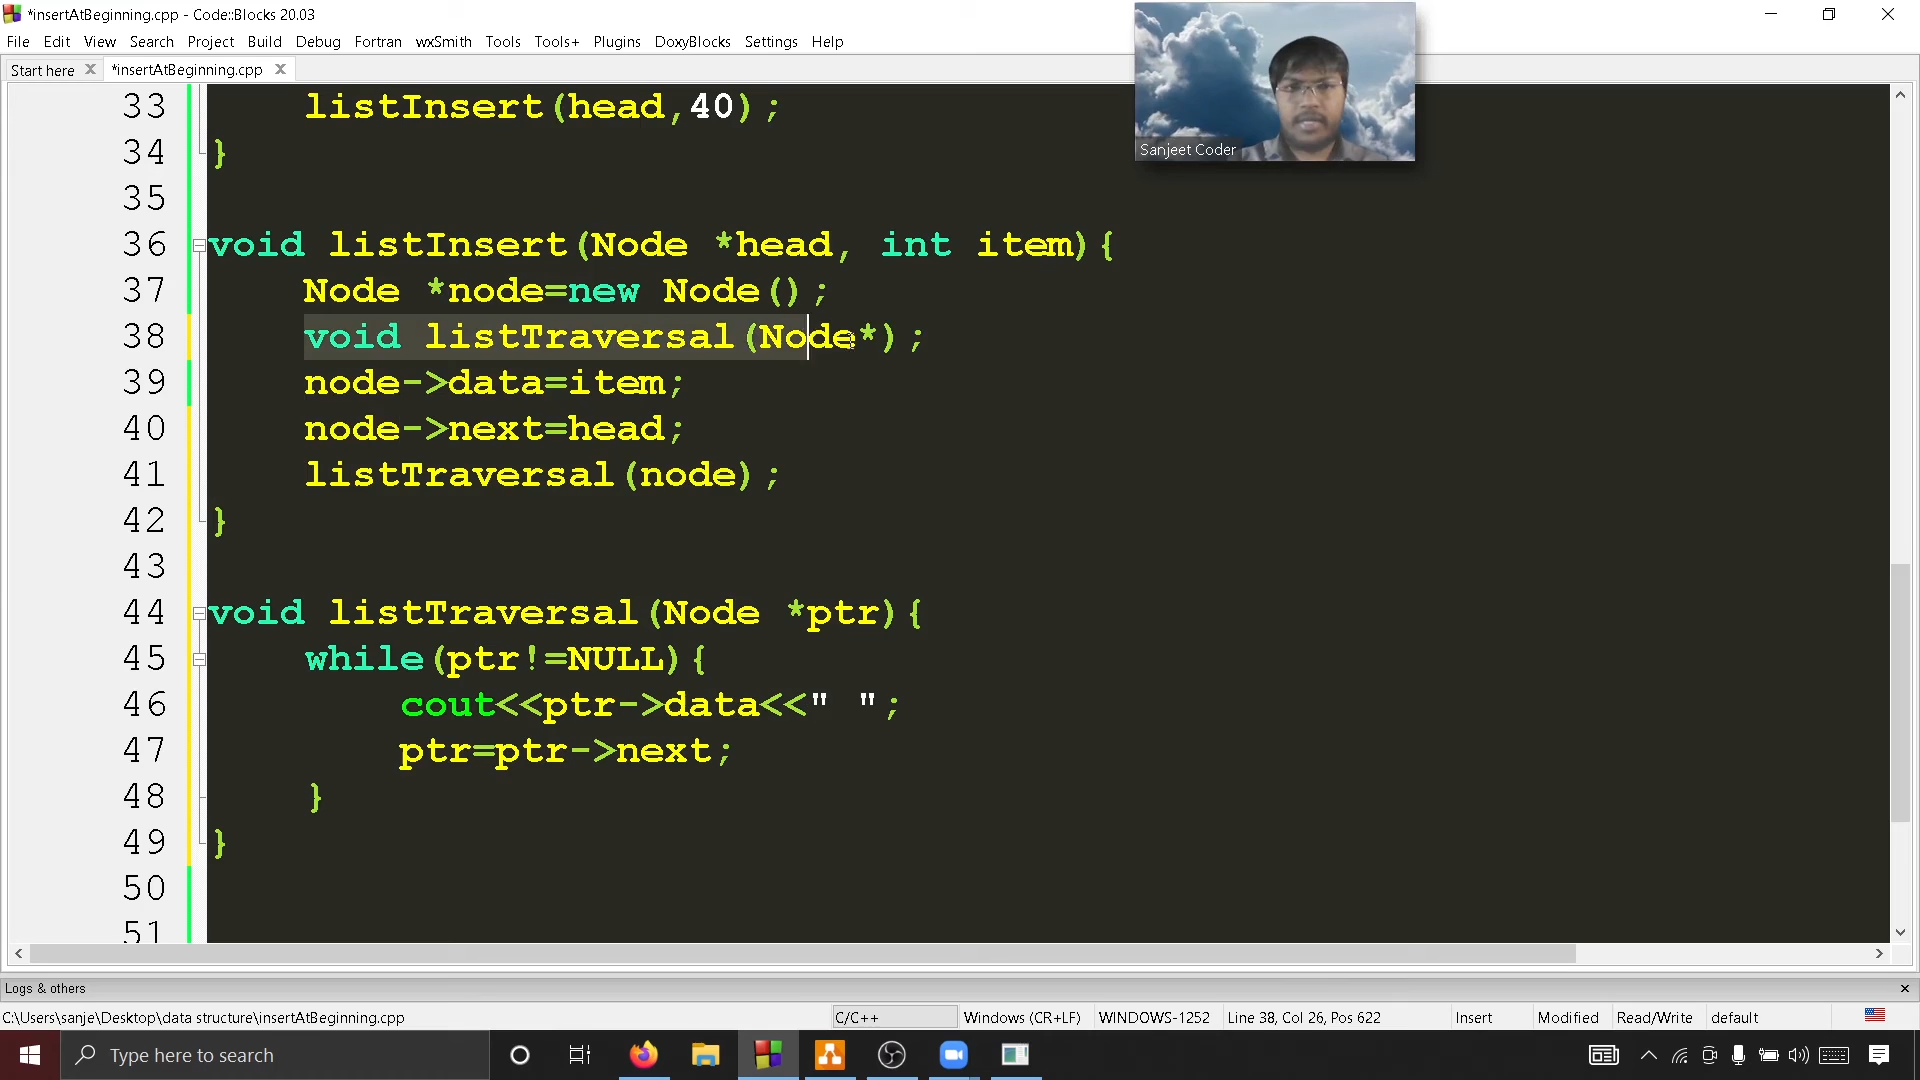 *insertAtBeginning.cpp - Code::Blocks 20.03
File Edit View Search Project Build Debug Fortran wxSmith Tools Tools+ Plugins DoxyBlocks Settings Help
Start here *insertAtBeginning.cpp
Sanjeet Coder
33 listInsert(head,40);
34 }
35
36 void listInsert(Node *head, int item){
37 Node *node=new Node();
38 void listTraversal(Node*);
39 node->data=item;
40 node->next=head;
41 listTraversal(node);
42 }
43
44 void listTraversal(Node *ptr){
45 while(ptr!=NULL){
46 cout<<ptr->data<<" ";
47 ptr=ptr->next;
48 }
49 }
50
51
Logs & others
C:\Users\sanje\Desktop\data structure\insertAtBeginning.cpp C/C++ Windows (CR+LF) WINDOWS-1252 Line 38, Col 26, Pos 622 Insert Modified Read/Write default
Type here to search